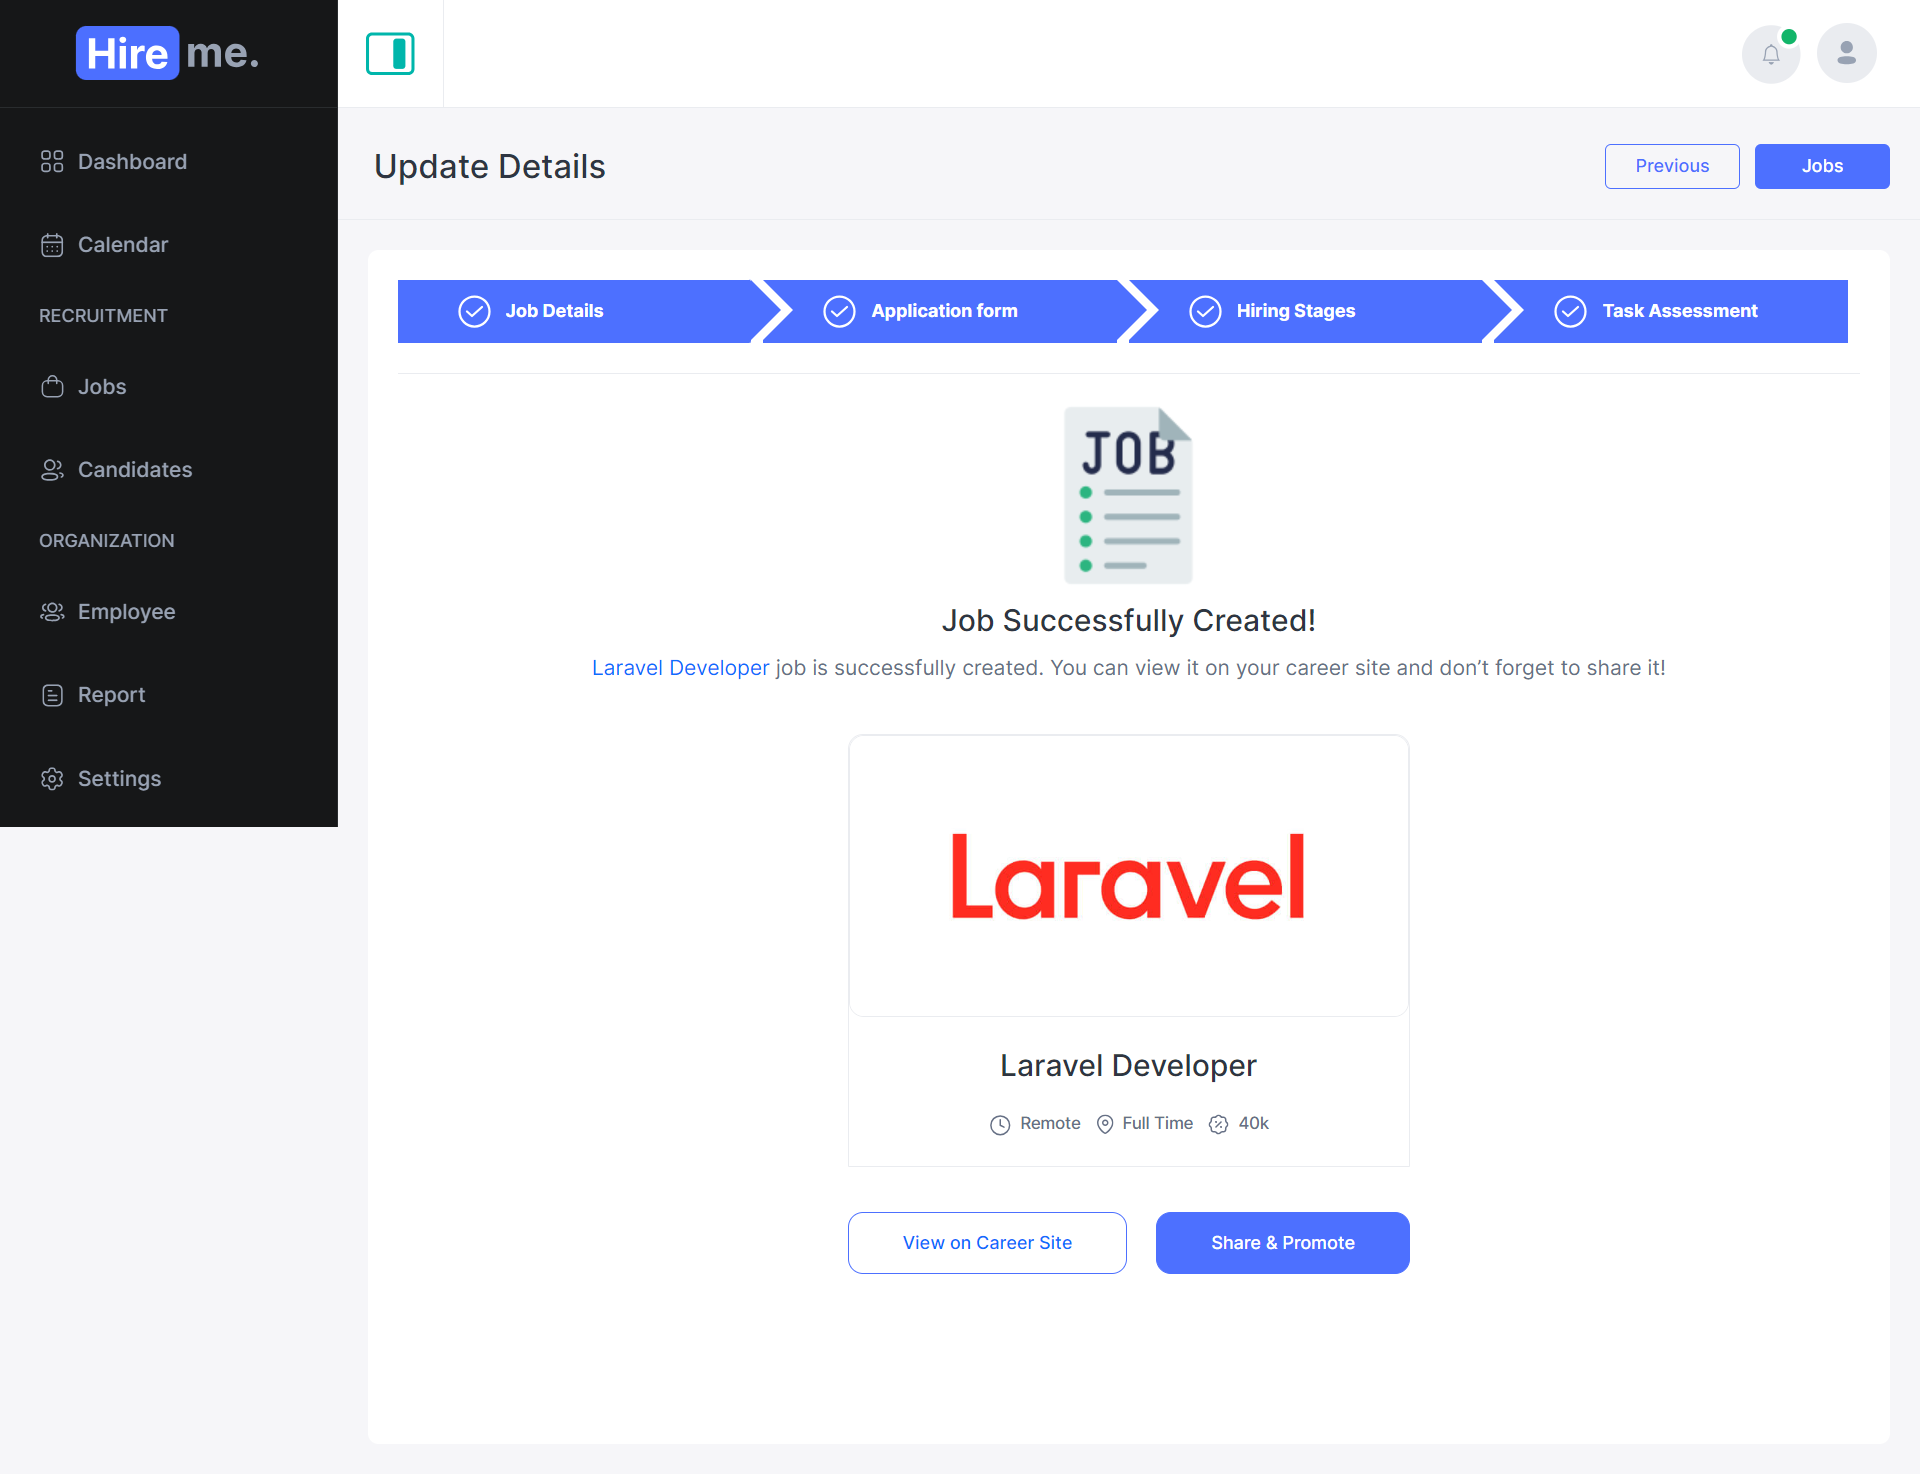 Hire me.
Dashboard
Calendar
RECRUITMENT
Jobs
Candidates
ORGANIZATION
Employee
Report
Settings
Update Details
Previous
Jobs
Job Details
Application form
Hiring Stages
Task Assessment
JOB
Job Successfully Created!
Laravel Developer job is successfully created. You can view it on your career site and don’t forget to share it!
Laravel
Laravel Developer
Remote Full Time 40k
View on Career Site
Share & Promote